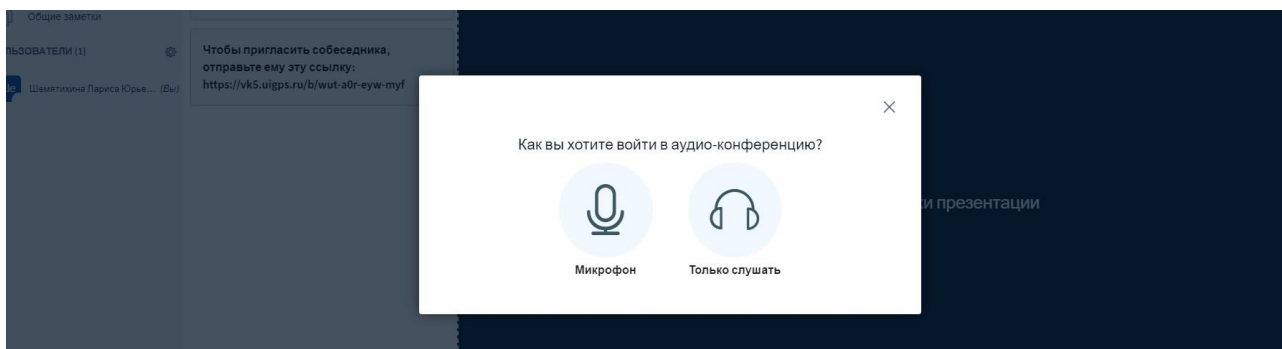 Общие заметки
ЛЬЗОВАТЕЛИ (1)
Шемятихина Лариса Юрье... (Вы)
Чтобы пригласить собеседника,
отправьте ему эту ссылку:
https://vk5.uigps.ru/b/wut-a0r-eyw-myf
Как вы хотите войти в аудио-конференцию?
Микрофон
Только слушать
и презентации